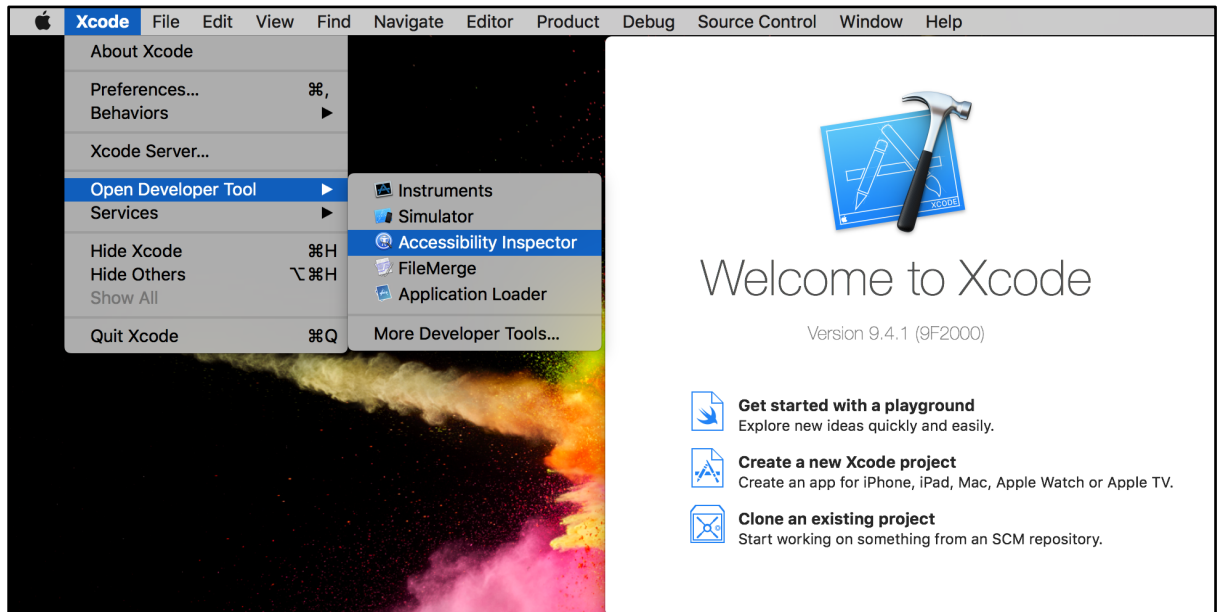 Xcode File Edit View Find Navigate Editor Product Debug Source Control Window Help
About Xcode
Preferences... ⌘,
Behaviors ▶
Xcode Server...
Open Developer Tool ▶
Services ▶
Hide Xcode ⌘H
Hide Others ⌥⌘H
Show All
Quit Xcode ⌘Q
Instruments
Simulator
Accessibility Inspector
FileMerge
Application Loader
More Developer Tools...
XCODE
Welcome to Xcode
Version 9.4.1 (9F2000)
Get started with a playground
Explore new ideas quickly and easily.
Create a new Xcode project
Create an app for iPhone, iPad, Mac, Apple Watch or Apple TV.
Clone an existing project
Start working on something from an SCM repository.